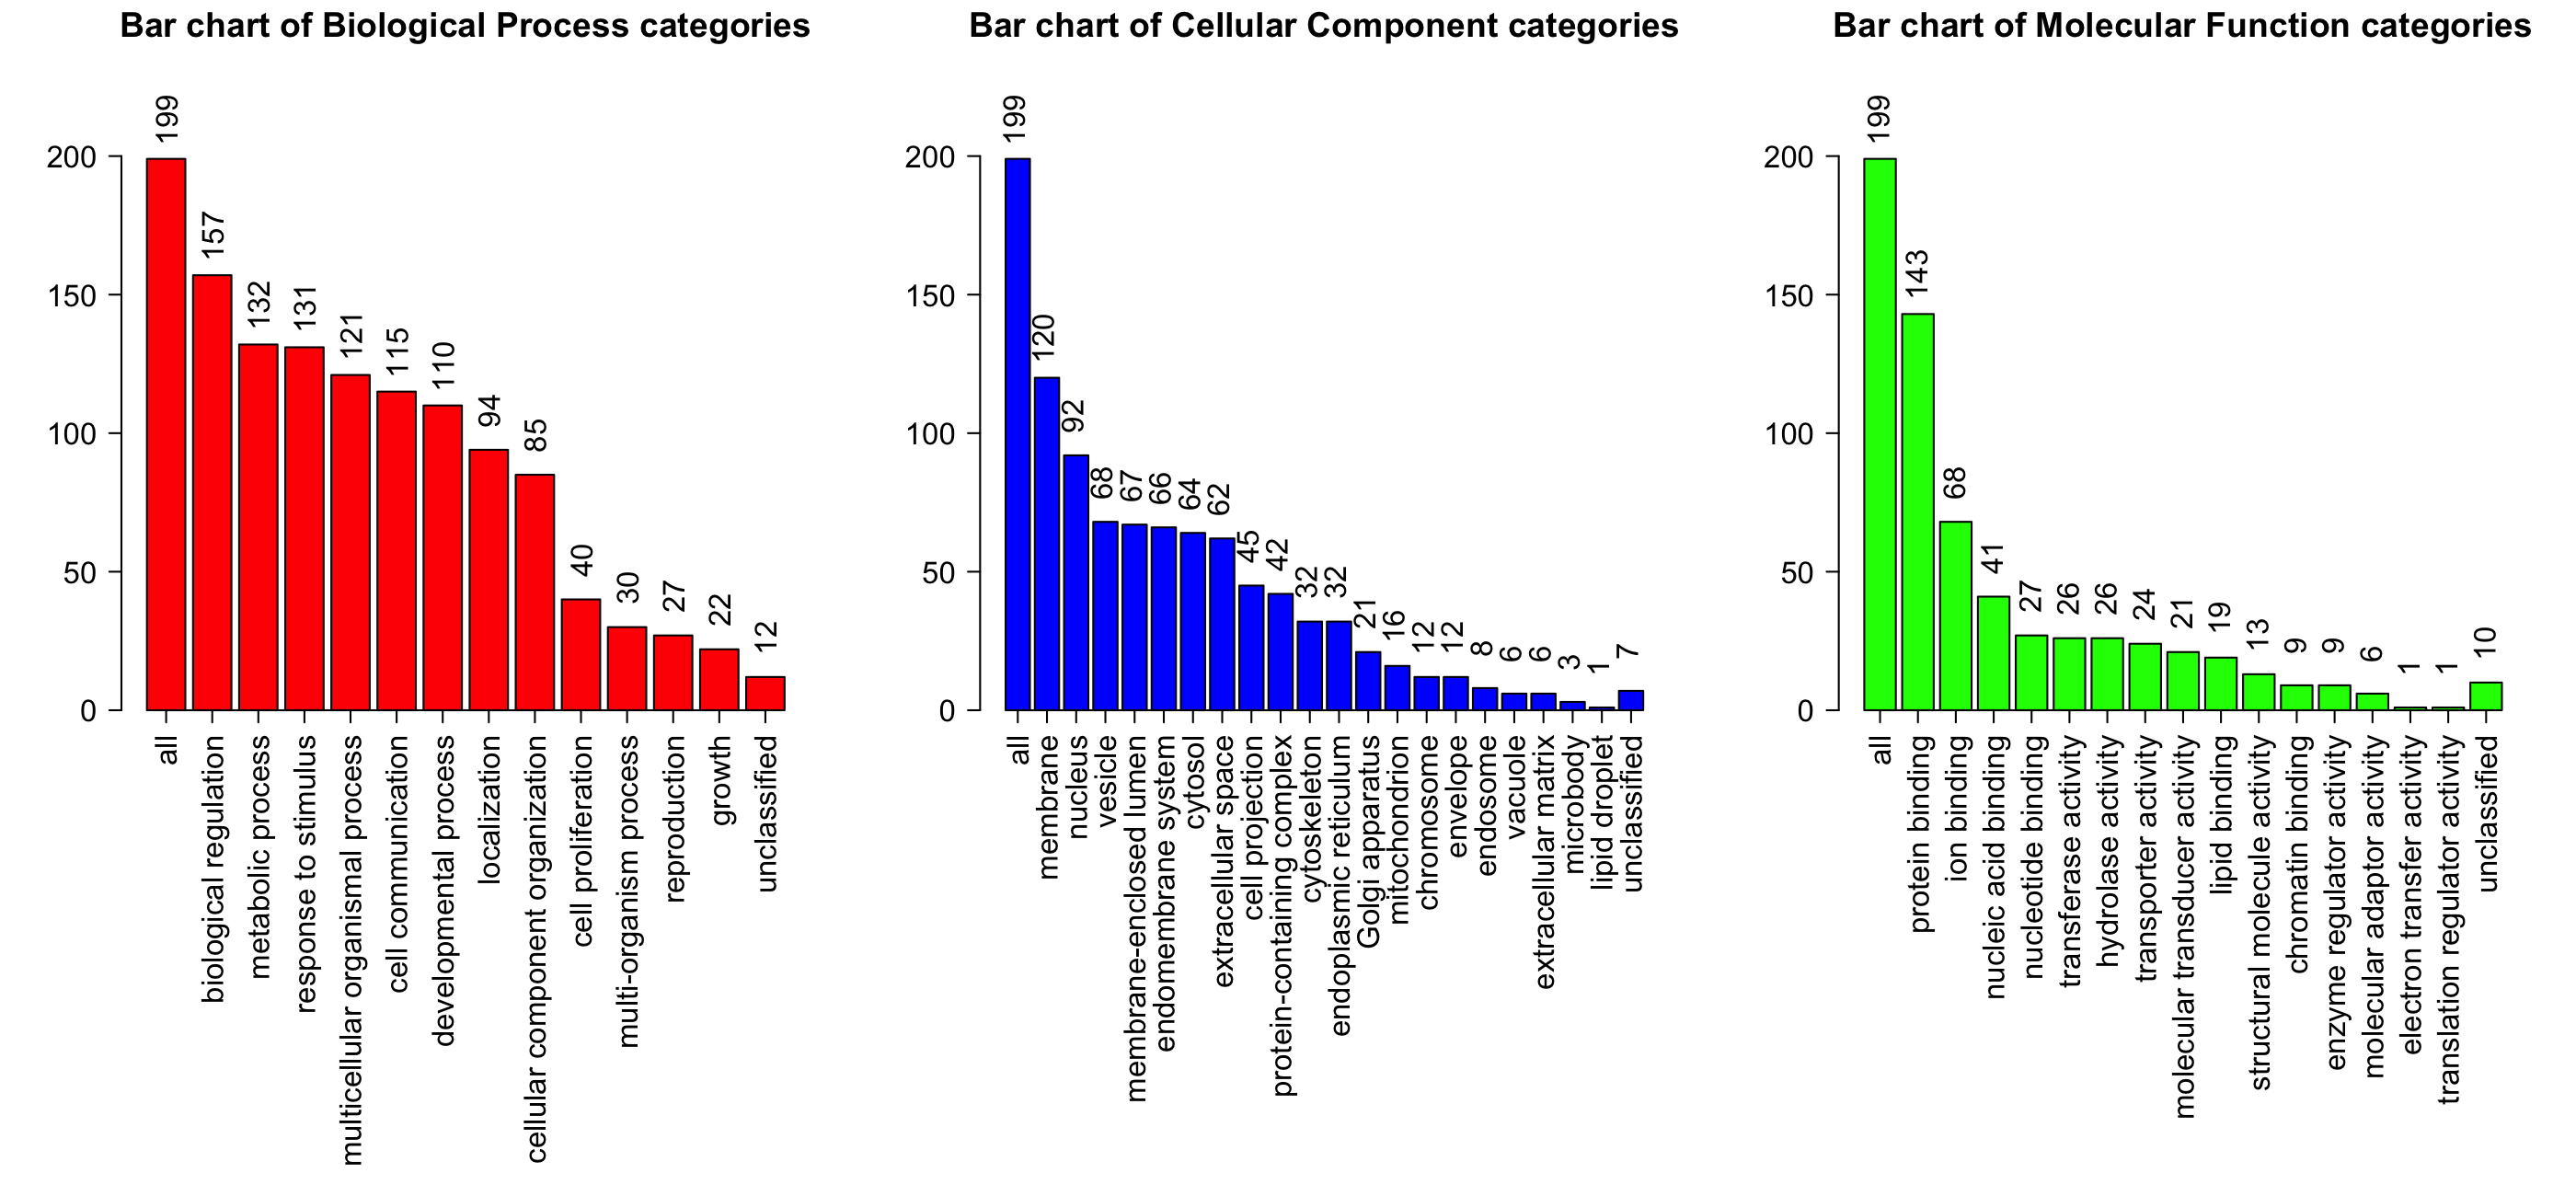 Bar chart of Biological Process categories
200
150
100
50
0
199
157
132
131
121
115
110
94
85
40
30
27
22
12
all
biological regulation
metabolic process
response to stimulus
multicellular organismal process
cell communication
developmental process
localization
cellular component organization
cell proliferation
multi-organism process
reproduction
growth
unclassified
Bar chart of Cellular Component categories
200
150
100
50
0
199
120
92
68
67
66
64
62
45
42
32
32
21
16
12
12
8
6
6
3
1
7
all
membrane
nucleus
vesicle
membrane-enclosed lumen
endomembrane system
cytosol
extracellular space
cell projection
protein-containing complex
cytoskeleton
endoplasmic reticulum
Golgi apparatus
mitochondrion
chromosome
envelope
endosome
vacuole
extracellular matrix
microbody
lipid droplet
unclassified
Bar chart of Molecular Function categories
200
150
100
50
0
199
143
68
41
27
26
26
24
21
19
13
9
9
6
1
1
10
all
protein binding
ion binding
nucleic acid binding
nucleotide binding
transferase activity
hydrolase activity
transporter activity
molecular transducer activity
lipid binding
structural molecule activity
chromatin binding
enzyme regulator activity
molecular adaptor activity
electron transfer activity
translation regulator activity
unclassified